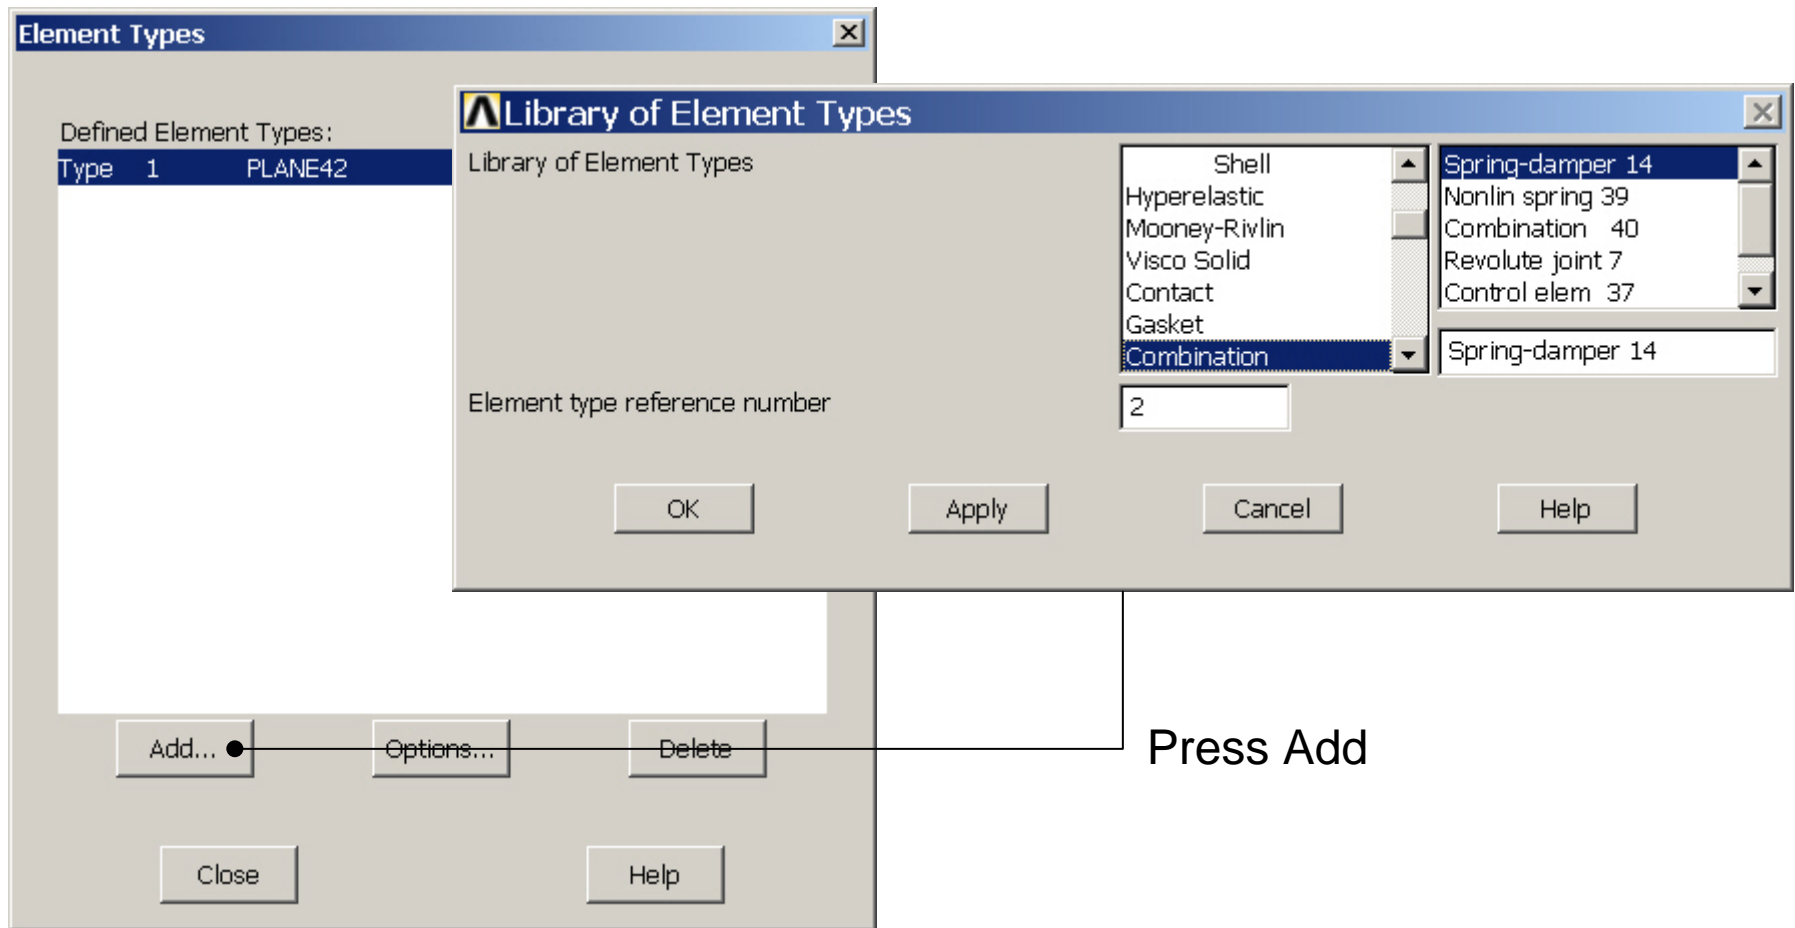 Element Types
Defined Element Types:
Type 1 PLANE42
Library of Element Types
Library of Element Types
Shell
Hyperelastic
Mooney-Rivlin
Visco Solid
Contact
Gasket
Combination
Spring-damper 14
Nonlin spring 39
Combination 40
Revolute joint 7
Control elem 37
Spring-damper 14
Element type reference number
2
OK Apply Cancel Help
Add... Options... Delete
Press Add
Close Help